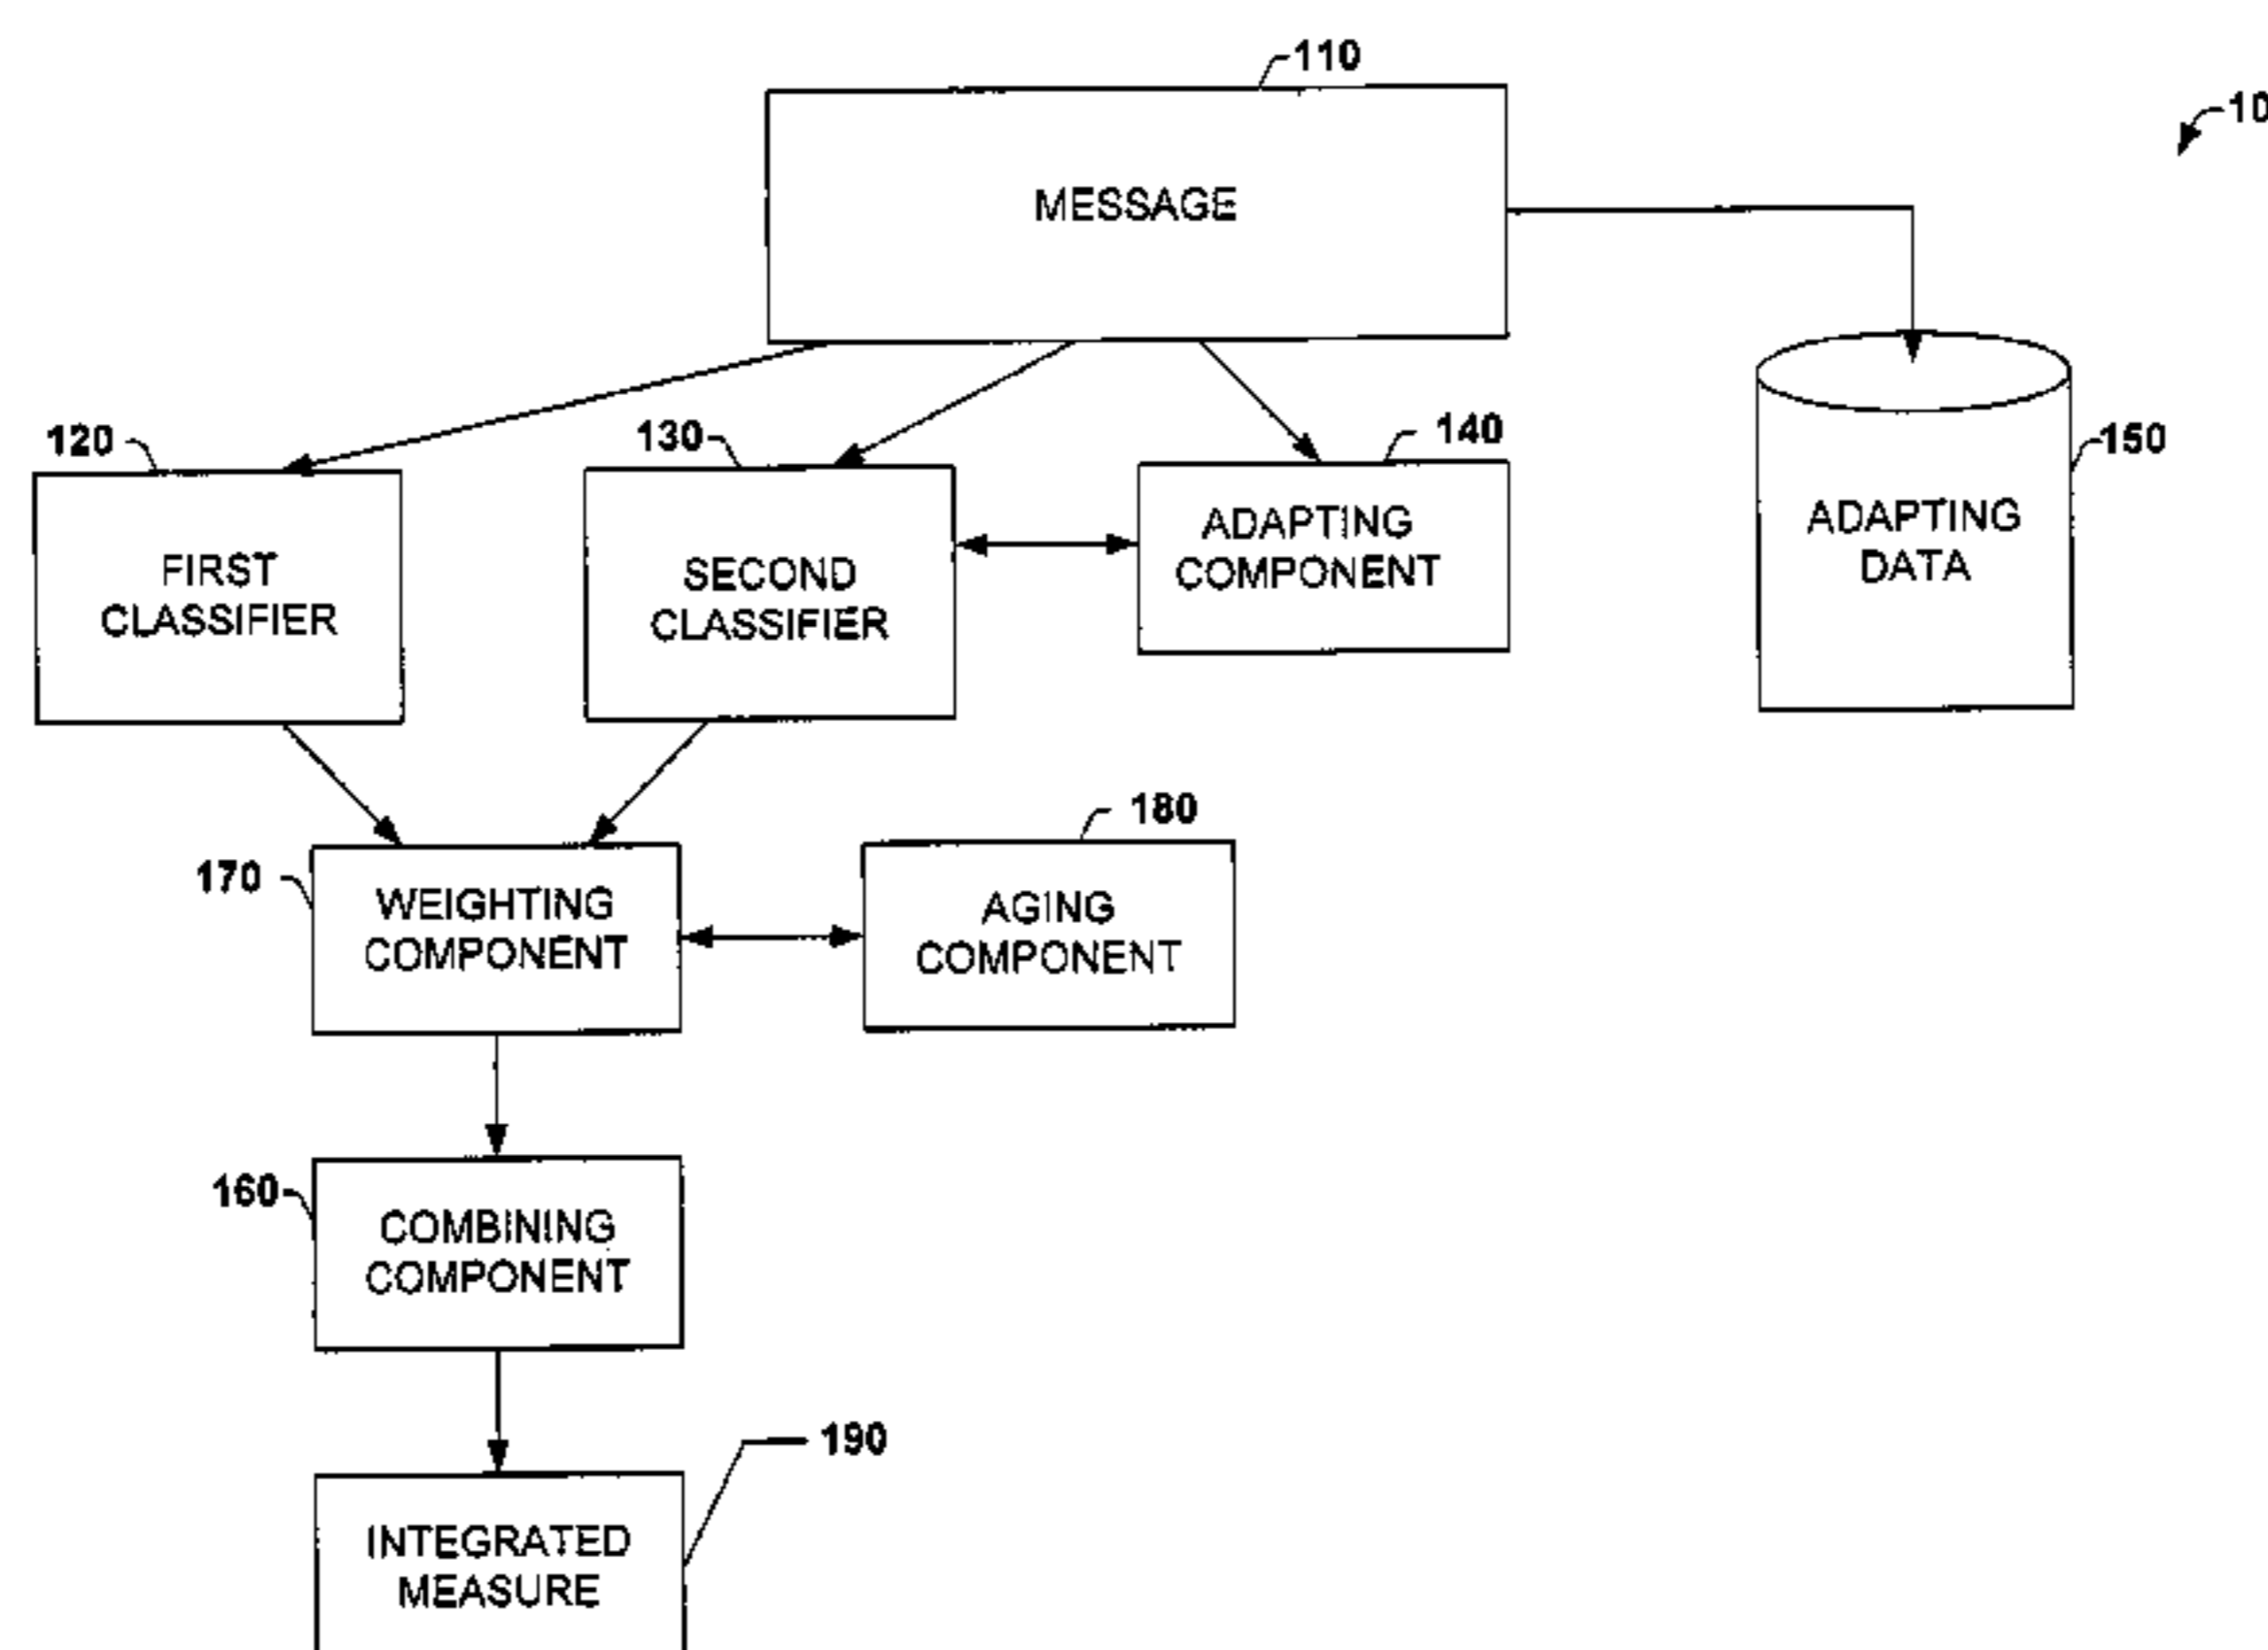 110
10
MESSAGE
120
130
140
150
FIRST
CLASSIFIER
SECOND
CLASSIFIER
ADAPTING
COMPONENT
ADAPTING
DATA
170
180
WEIGHTING
COMPONENT
AGING
COMPONENT
160
COMBINING
COMPONENT
190
INTEGRATED
MEASURE